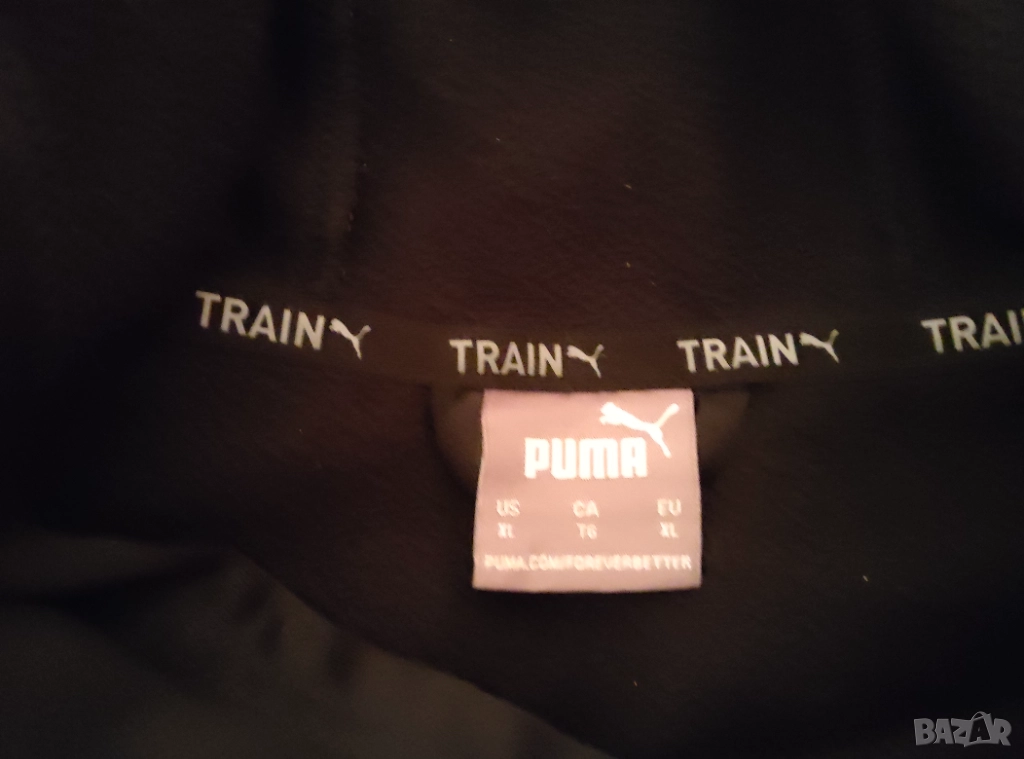 TRAIN TRAIN TRAIN TRAIN
PUMA
US CA EU
XL TG XL
PUMA.COM/FOREVERBETTER
BAZAR